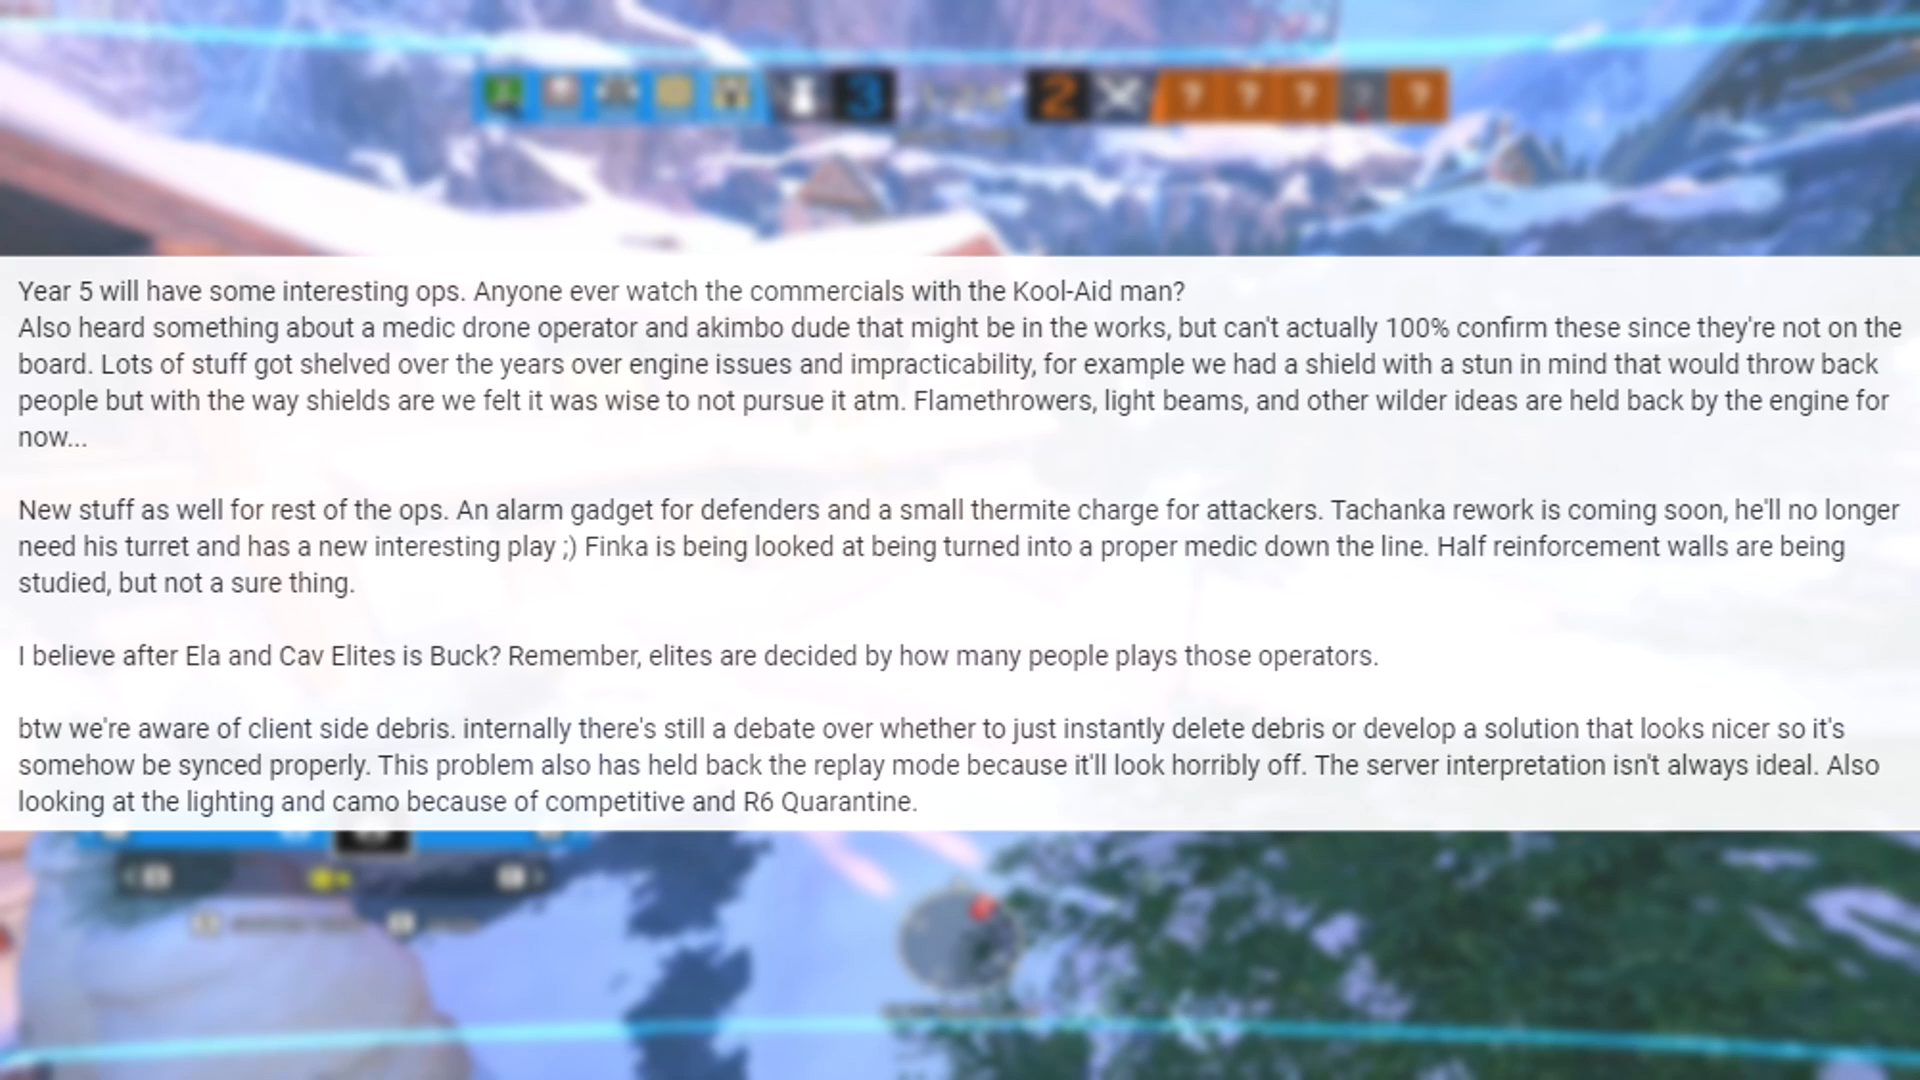 3
2
? ? ? ? ?
Year 5 will have some interesting ops. Anyone ever watch the commercials with the Kool-Aid man?
Also heard something about a medic drone operator and akimbo dude that might be in the works, but can't actually 100% confirm these since they're not on the
board. Lots of stuff got shelved over the years over engine issues and impracticability, for example we had a shield with a stun in mind that would throw back
people but with the way shields are we felt it was wise to not pursue it atm. Flamethrowers, light beams, and other wilder ideas are held back by the engine for
now...
New stuff as well for rest of the ops. An alarm gadget for defenders and a small thermite charge for attackers. Tachanka rework is coming soon, he'll no longer
need his turret and has a new interesting play ;) Finka is being looked at being turned into a proper medic down the line. Half reinforcement walls are being
studied, but not a sure thing.
I believe after Ela and Cav Elites is Buck? Remember, elites are decided by how many people plays those operators.
btw we're aware of client side debris. internally there's still a debate over whether to just instantly delete debris or develop a solution that looks nicer so it's
somehow be synced properly. This problem also has held back the replay mode because it'll look horribly off. The server interpretation isn't always ideal. Also
looking at the lighting and camo because of competitive and R6 Quarantine.